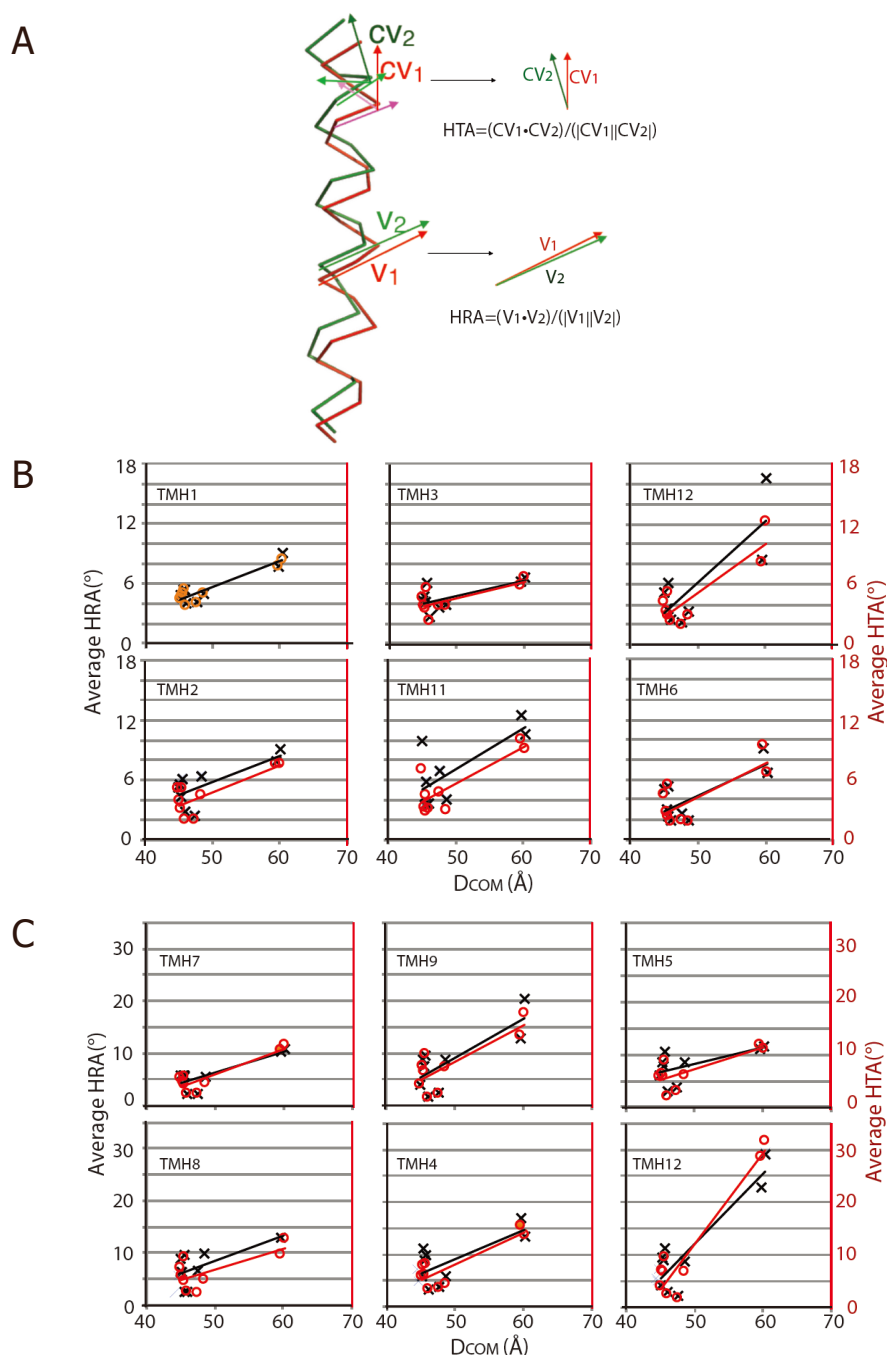 A
CV2
CV1
CV2
CV1
HTA=(CV1•CV2)/(|CV1||CV2|)
V2
V1
V1
V2
HRA=(V1•V2)/(|V1||V2|)
B
Average HRA(°)
18
12
6
0
TMH1
TMH3
TMH12
18
12
6
0
Average HTA(°)
18
12
6
0
TMH2
TMH11
TMH6
18
12
6
0
40 50 60 70
40 50 60 70
40 50 60 70
DCOM (Å)
C
Average HRA(°)
35
30
20
10
0
TMH7
TMH9
TMH5
30
20
10
0
Average HTA(°)
35
30
20
10
0
TMH8
TMH4
TMH12
35
30
20
10
0
40 50 60 70
40 50 60 70
40 50 60 70
DCOM (Å)